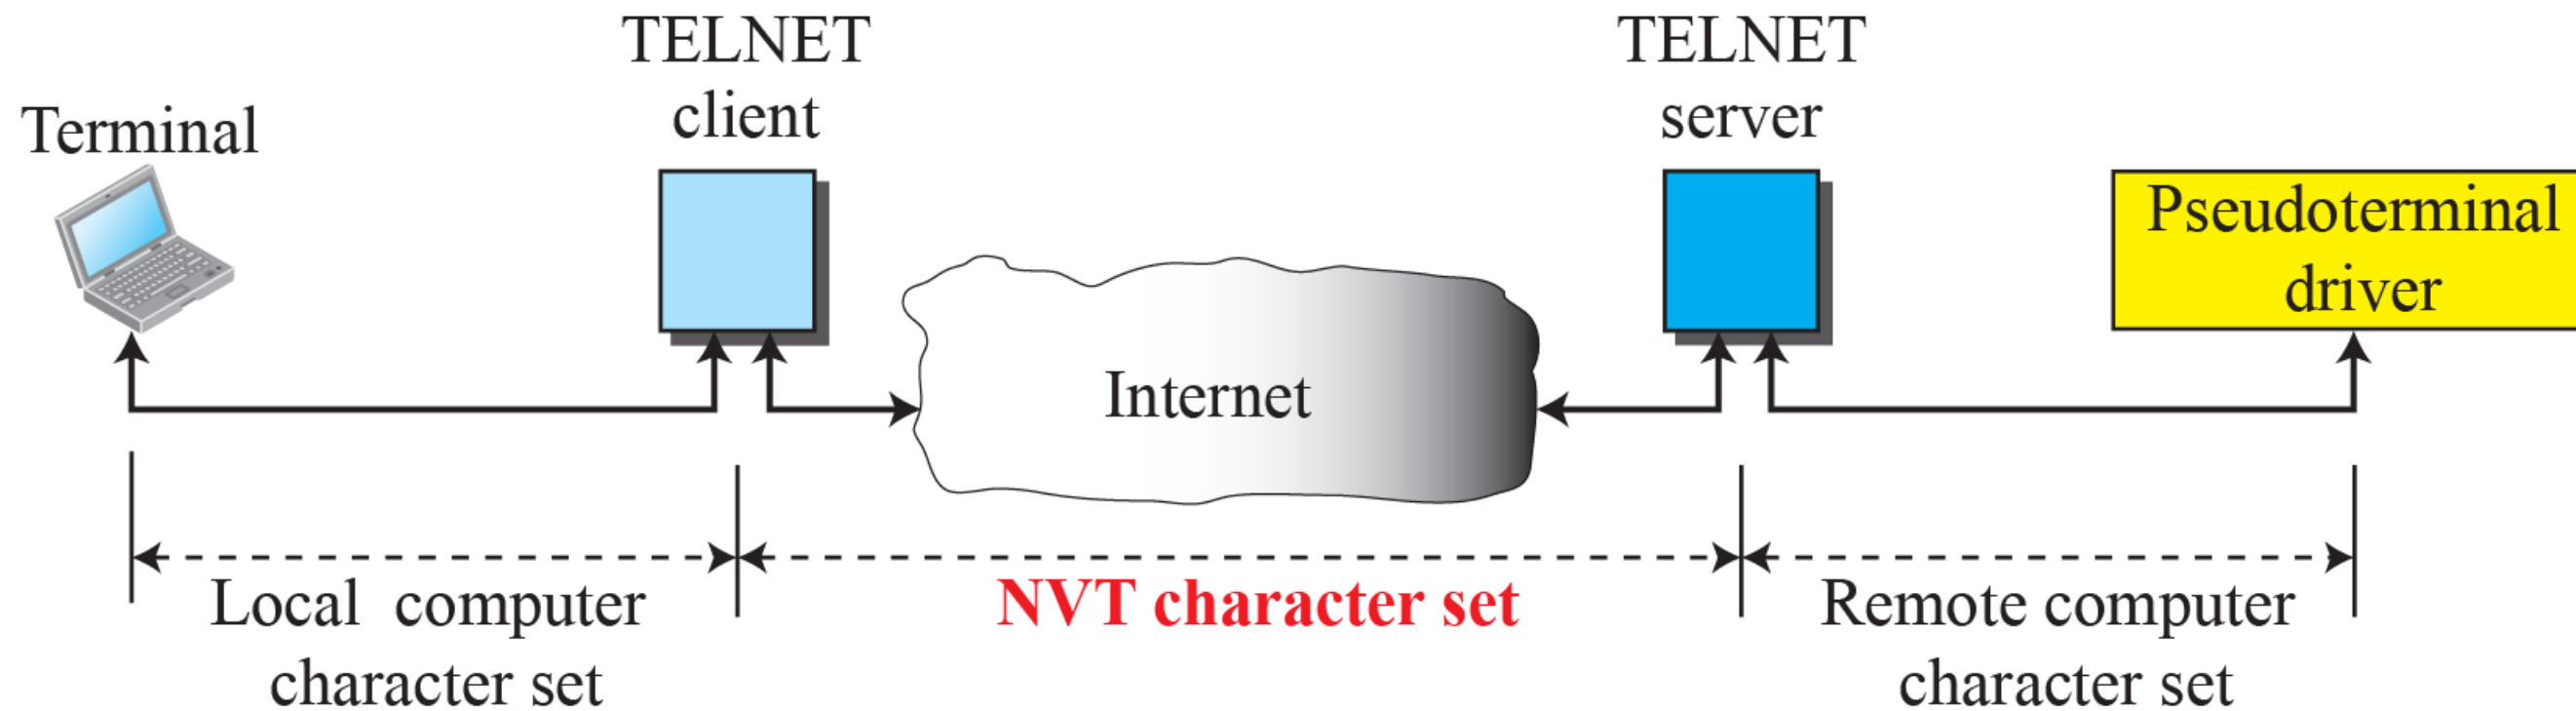 Terminal
TELNET
client
TELNET
server
Pseudoterminal
driver
Internet
Local computer
character set
NVT character set
Remote computer
character set